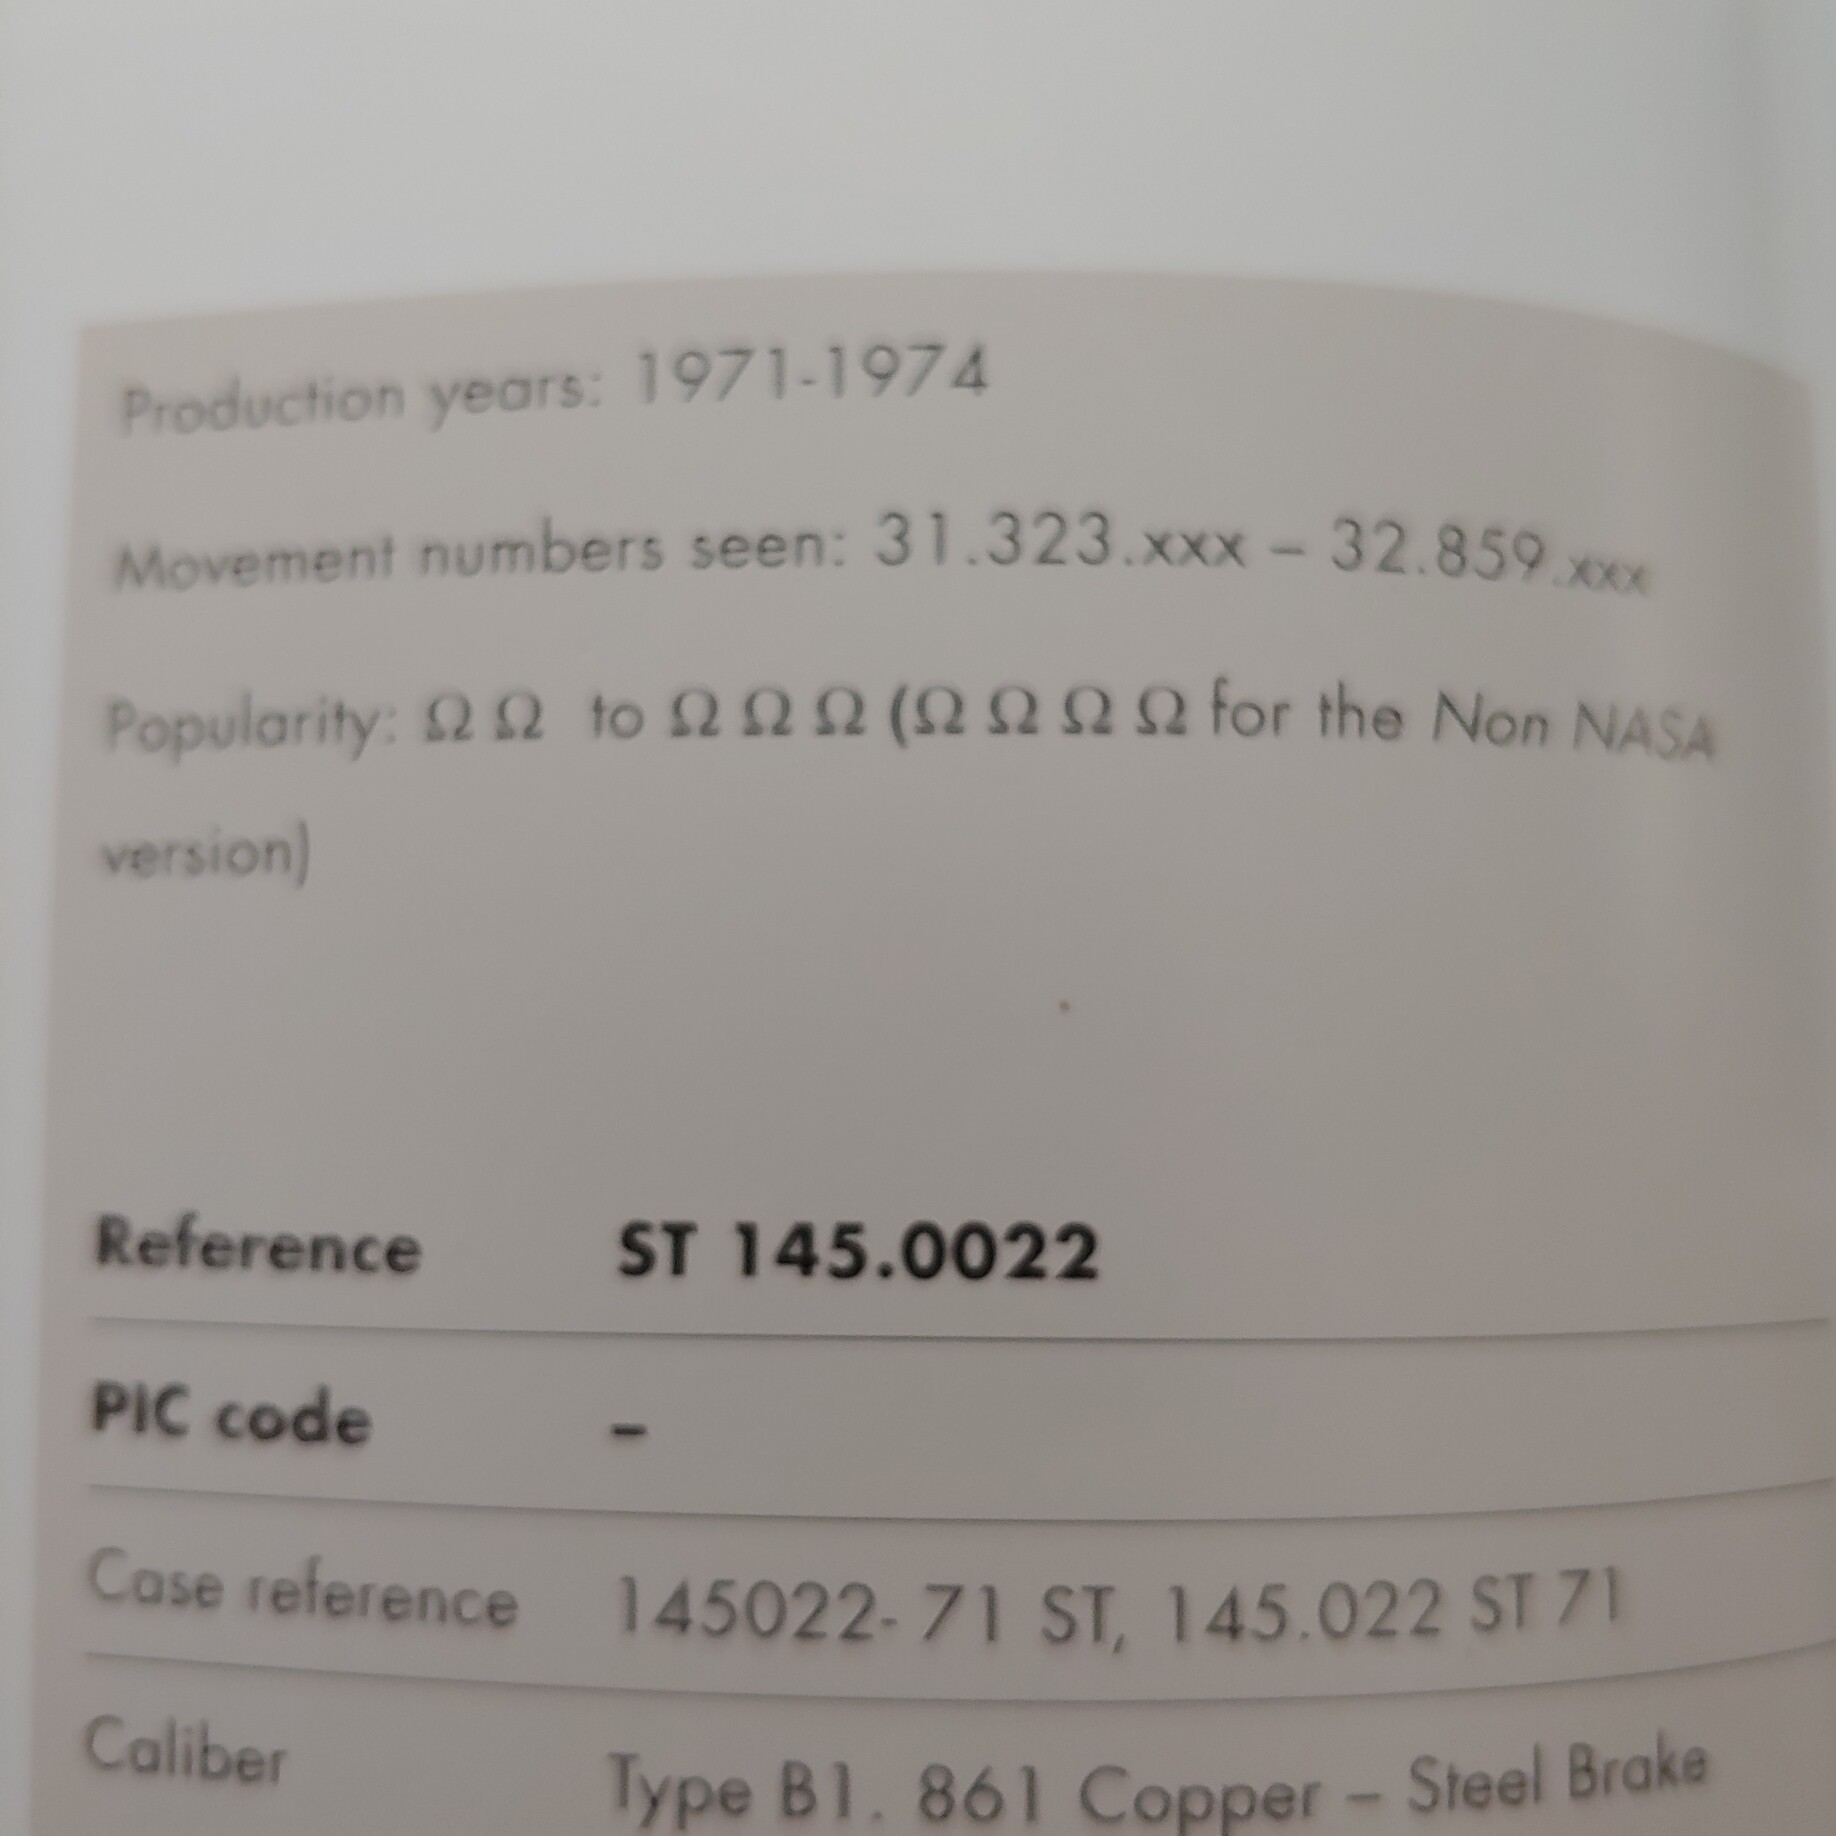 Production years: 1971-1974
Movement numbers seen: 31.323.xxx – 32.859.xxx
Popularity: Ω Ω to Ω Ω Ω (Ω Ω Ω Ω for the Non NASA
version)
Reference ST 145.0022
PIC code –
Case reference 145022- 71 ST, 145.022 ST 71
Caliber Type B1. 861 Copper – Steel Brake